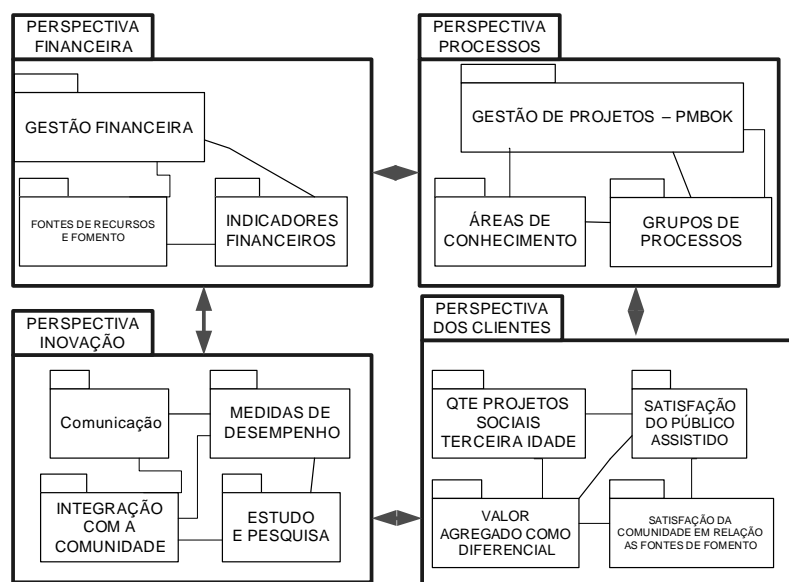 PERSPECTIVA
FINANCEIRA
GESTÃO FINANCEIRA
FONTES DE RECURSOS
E FOMENTO
INDICADORES
FINANCEIROS
PERSPECTIVA
PROCESSOS
GESTÃO DE PROJETOS – PMBOK
ÁREAS DE
CONHECIMENTO
GRUPOS DE
PROCESSOS
PERSPECTIVA
INOVAÇÃO
Comunicação
MEDIDAS DE
DESEMPENHO
INTEGRAÇÃO
COM A
COMUNIDADE
ESTUDO
E PESQUISA
PERSPECTIVA
DOS CLIENTES
QTE PROJETOS
SOCIAIS
TERCEIRA IDADE
SATISFAÇÃO
DO PÚBLICO
ASSISTIDO
VALOR
AGREGADO COMO
DIFERENCIAL
SATISFAÇÃO DA
COMUNIDADE EM RELAÇÃO
AS FONTES DE FOMENTO